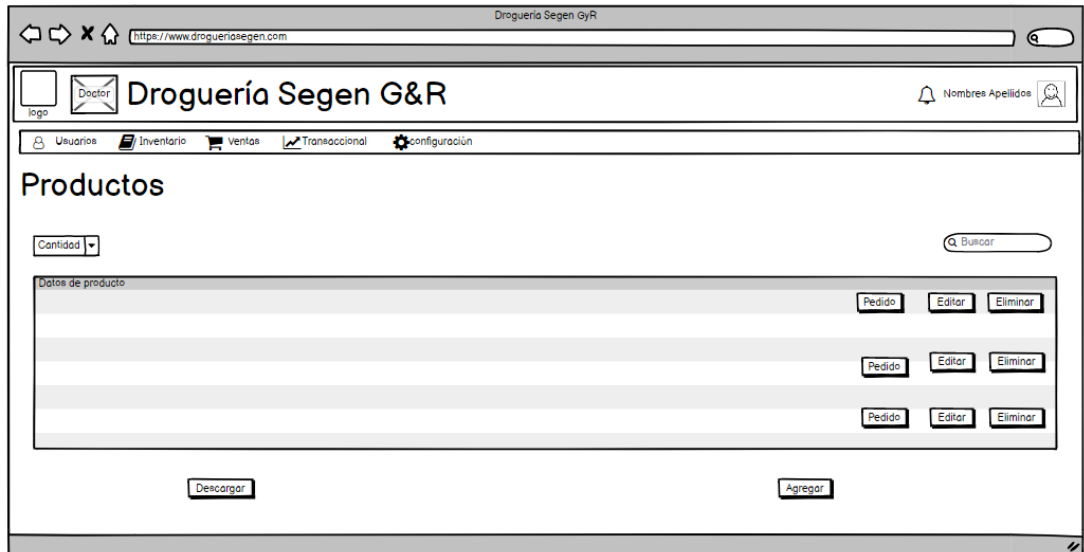 Droguería Segen GyR
https://www.drogueriasegen.com
logo
Doctor
Droguería Segen G&R
Nombres Apellidos
Usuarios Inventario Ventas Transaccional configuración
Productos
Cantidad
Buscar
Datos de producto
Pedido Editar Eliminar
Pedido Editar Eliminar
Pedido Editar Eliminar
Descargar Agregar